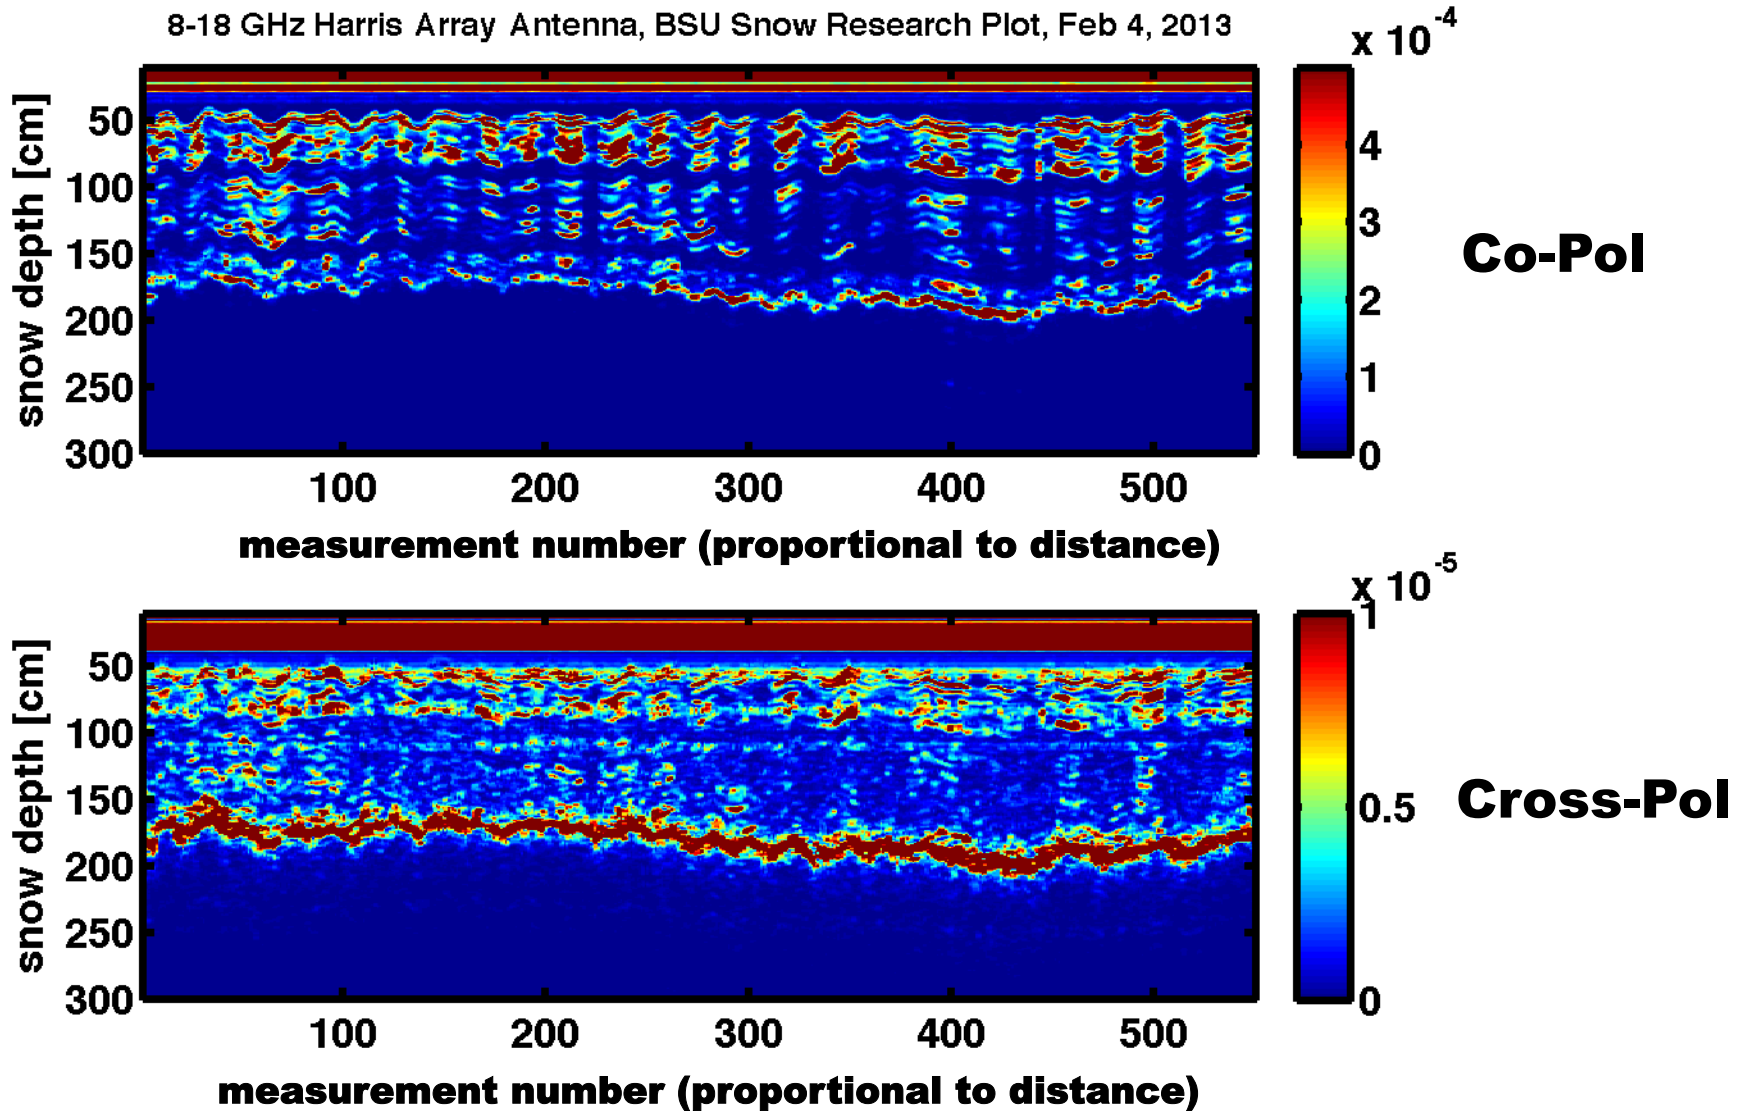 8-18 GHz Harris Array Antenna, BSU Snow Research Plot, Feb 4, 2013
x 10-4
snow depth [cm]
50
100
150
200
250
300
100 200 300 400 500
measurement number (proportional to distance)
4
3
2
1
0
Co-Pol
x 10-5
snow depth [cm]
50
100
150
200
250
300
100 200 300 400 500
measurement number (proportional to distance)
1
0.5
0
Cross-Pol